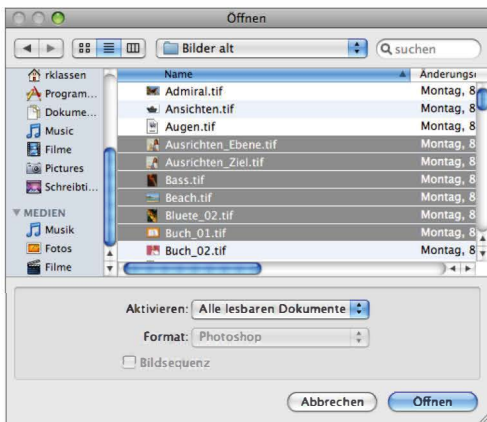 Öffnen
Bilder alt
suchen
rklassen
Program...
Dokume...
Music
Filme
Pictures
Schreibti...
MEDIEN
Musik
Fotos
Filme
Name Änderungs
Admiral.tif Montag, 8
Ansichten.tif Montag, 8
Augen.tif Montag, 8
Ausrichten_Ebene.tif Montag, 8
Ausrichten_Ziel.tif Montag, 8
Bass.tif Montag, 8
Beach.tif Montag, 8
Bluete_02.tif Montag, 8
Buch_01.tif Montag, 8
Buch_02.tif Montag, 8
Aktivieren: Alle lesbaren Dokumente
Format: Photoshop
Bildsequenz
Abbrechen Öffnen